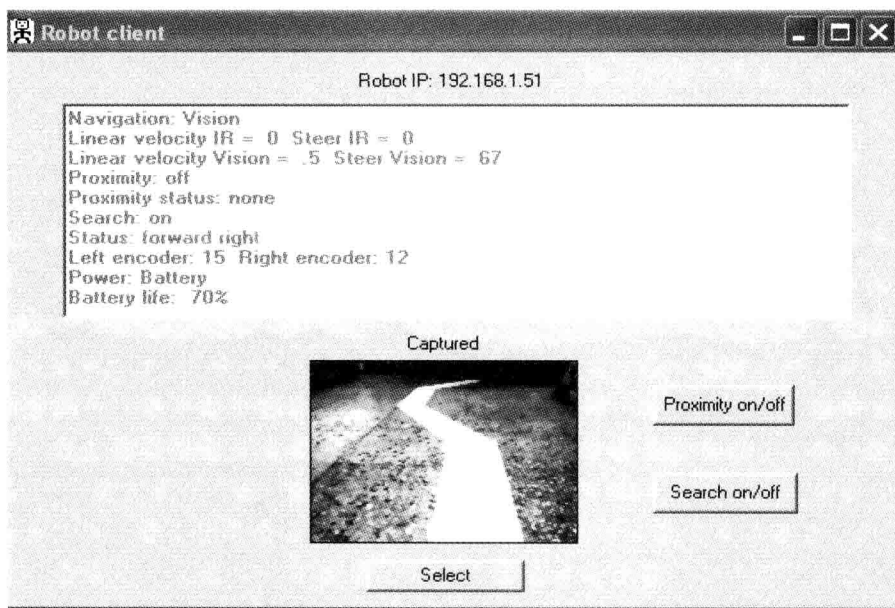 Robot client
Robot IP: 192.168.1.51
Navigation: Vision
Linear velocity IR = 0 Steer IR = 0
Linear velocity Vision = .5 Steer Vision = 67
Proximity: off
Proximity status: none
Search: on
Status: forward right
Left encoder: 15 Right encoder: 12
Power: Battery
Battery life: 70%
Captured
Proximity on/off
Search on/off
Select